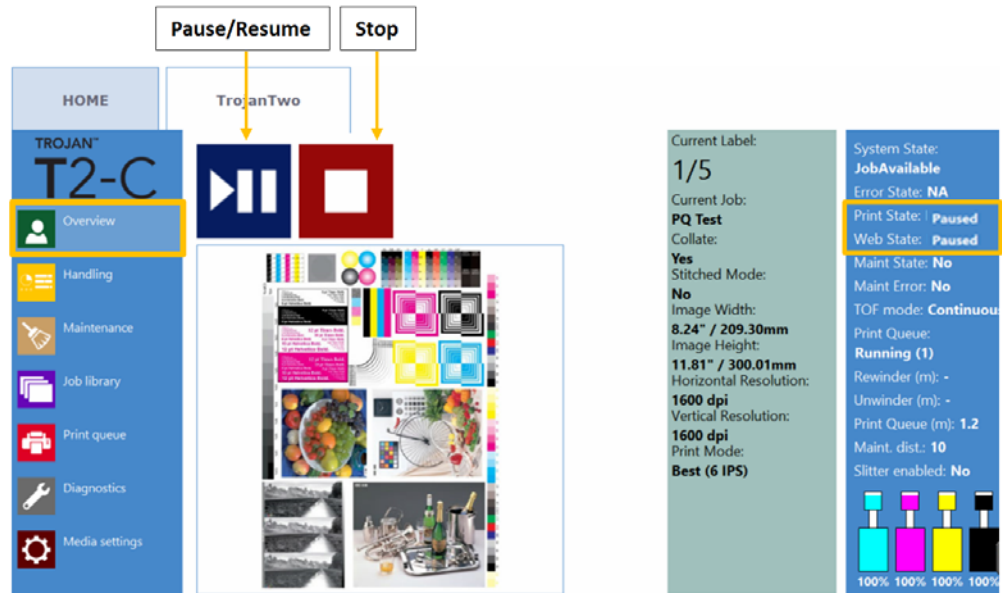 Pause/Resume
Stop
HOME
TrojanTwo
TROJAN™
T2-C
Overview
Handling
Maintenance
Job library
Print queue
Diagnostics
Media settings
Current Label:
1/5
Current Job:
PQ Test
Collate:
Yes
Stitched Mode:
No
Image Width:
8.24" / 209.30mm
Image Height:
11.81" / 300.01mm
Horizontal Resolution:
1600 dpi
Vertical Resolution:
1600 dpi
Print Mode:
Best (6 IPS)
System State:
JobAvailable
Error State: NA
Print State: Paused
Web State: Paused
Maint State: No
Maint Error: No
TOF mode: Continuou
Print Queue:
Running (1)
Rewinder (m): -
Unwinder (m): -
Print Queue (m): 1.2
Maint. dist.: 10
Slitter enabled: No
100% 100% 100% 100%